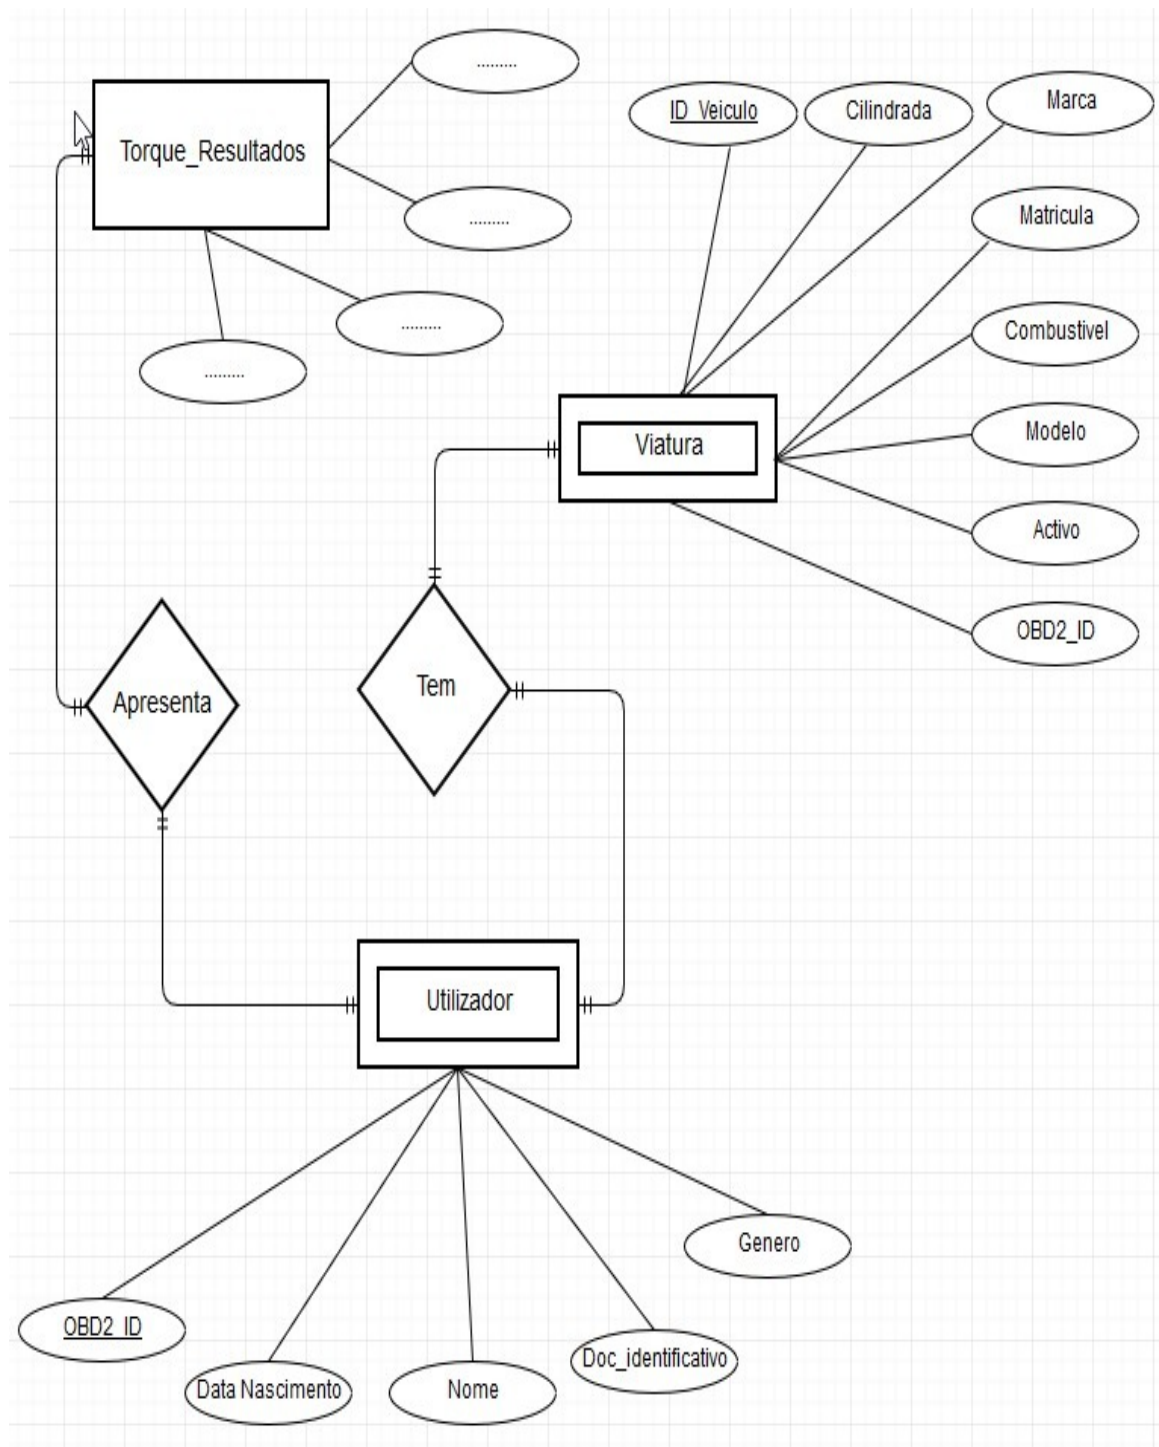 .........
Torque_Resultados
.........
.........
.........
ID_Veiculo
Cilindrada
Marca
Matricula
Combustivel
Viatura
Modelo
Activo
OBD2_ID
Apresenta
Tem
Utilizador
Genero
OBD2_ID
Data Nascimento
Nome
Doc_identificativo